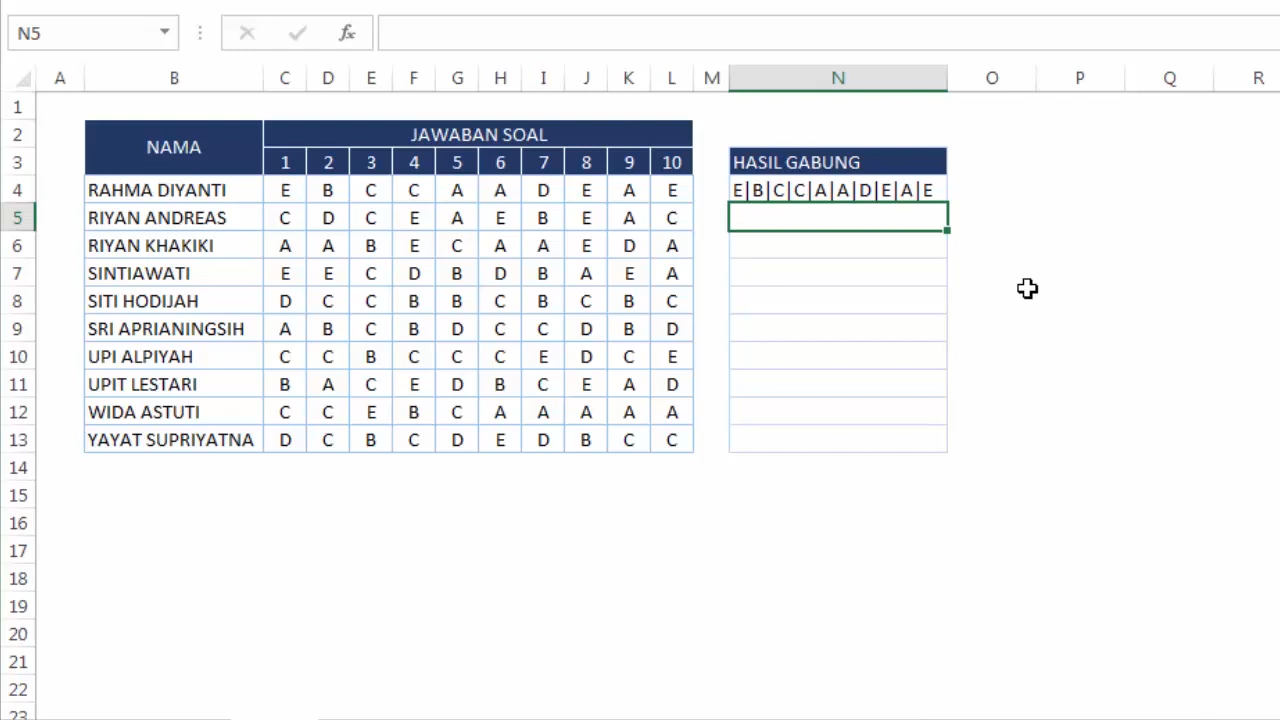 N5 fx
A B C D E F G H I J K L M N O P Q R
1
2 NAMA JAWABAN SOAL
3 1 2 3 4 5 6 7 8 9 10 HASIL GABUNG
4 RAHMA DIYANTI E B C C A A D E A E E|B|C|C|A|A|D|E|A|E
5 RIYAN ANDREAS C D C E A E B E A C
6 RIYAN KHAKIKI A A B E C A A E D A
7 SINTIAWATI E E C D B D B A E A
8 SITI HODIJAH D C C B B C B C B C
9 SRI APRIANINGSIH A B C B D C C D B D
10 UPI ALPIYAH C C B C C C E D C E
11 UPIT LESTARI B A C E D B C E A D
12 WIDA ASTUTI C C E B C A A A A A
13 YAYAT SUPRIYATNA D C B C D E D B C C
14
15
16
17
18
19
20
21
22
23